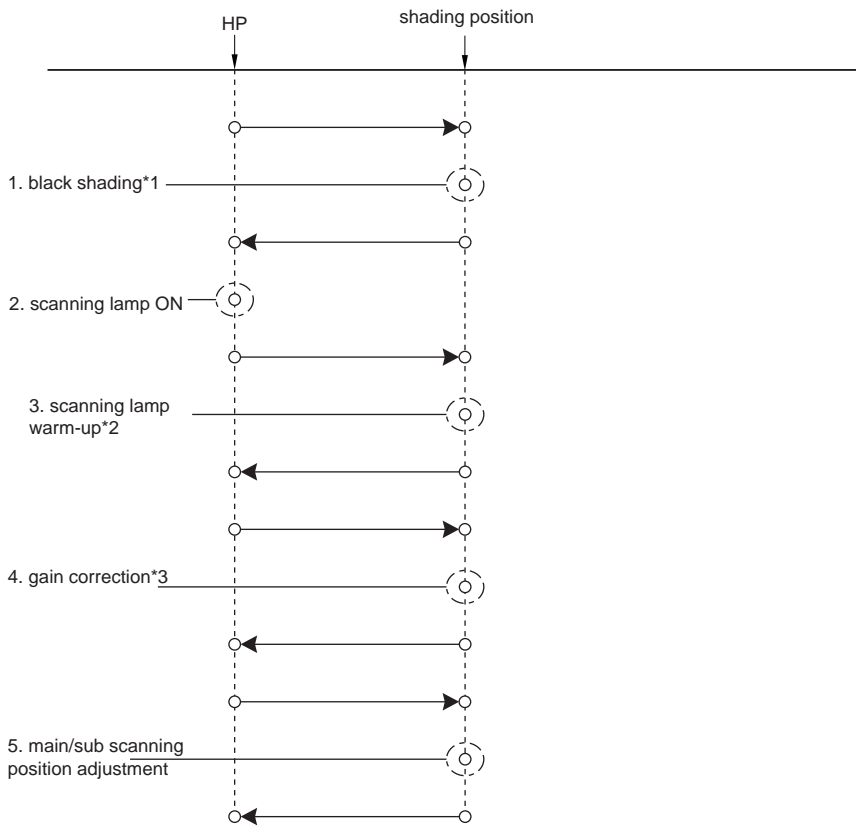 HP
shading position
1. black shading*1
2. scanning lamp ON
3. scanning lamp
warm-up*2
4. gain correction*3
5. main/sub scanning
position adjustment